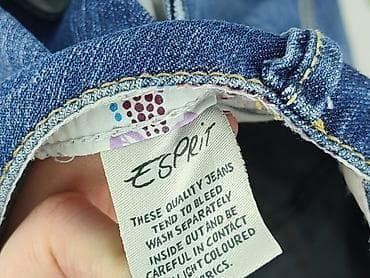 ESPRIT
THESE QUALITY JEANS
TEND TO BLEED
WASH SEPARATELY
INSIDE OUT AND BE
CAREFUL IN CONTACT
LIGHT COLOURED
FABRICS.